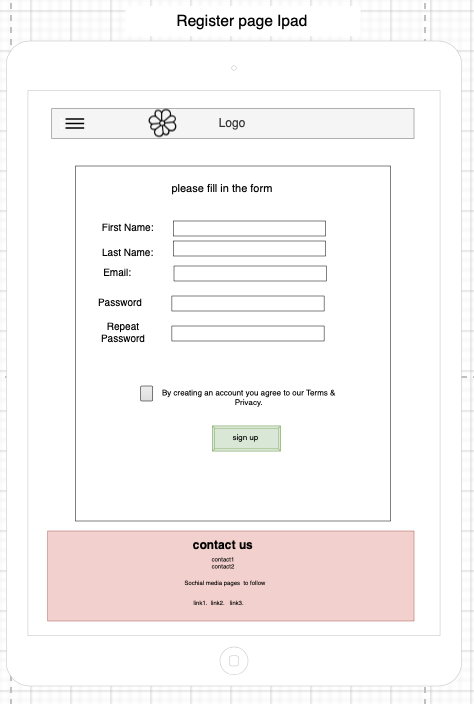 Register page Ipad
Logo
please fill in the form
First Name:
Last Name:
Email:
Password
Repeat
Password
By creating an account you agree to our Terms &
Privacy.
sign up
contact us
contact1
contact2
Sochial media pages  to follow
link1.  link2.   link3.